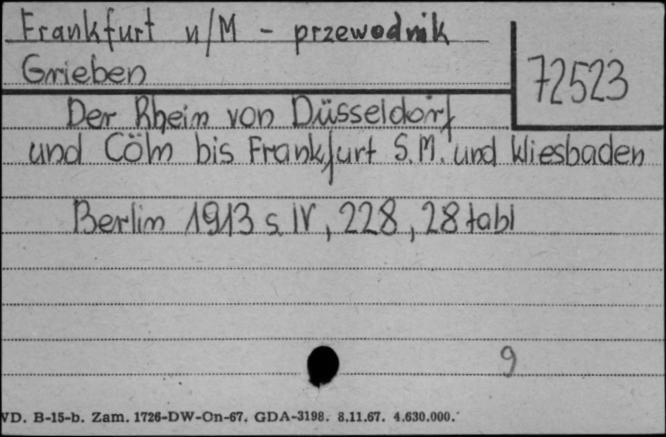 Frankfurt n/M - przewodnik
Grieben
72523
Der Rhein von Düsseldorf
und Cöln bis Frankfurt S.M. und Wiesbaden
Berlin 1913 s. IV, 228, 28 tabl
9
VD. B-15-b. Zam. 1726-DW-On-67. GDA-3198. 8.11.67. 4.630.000.